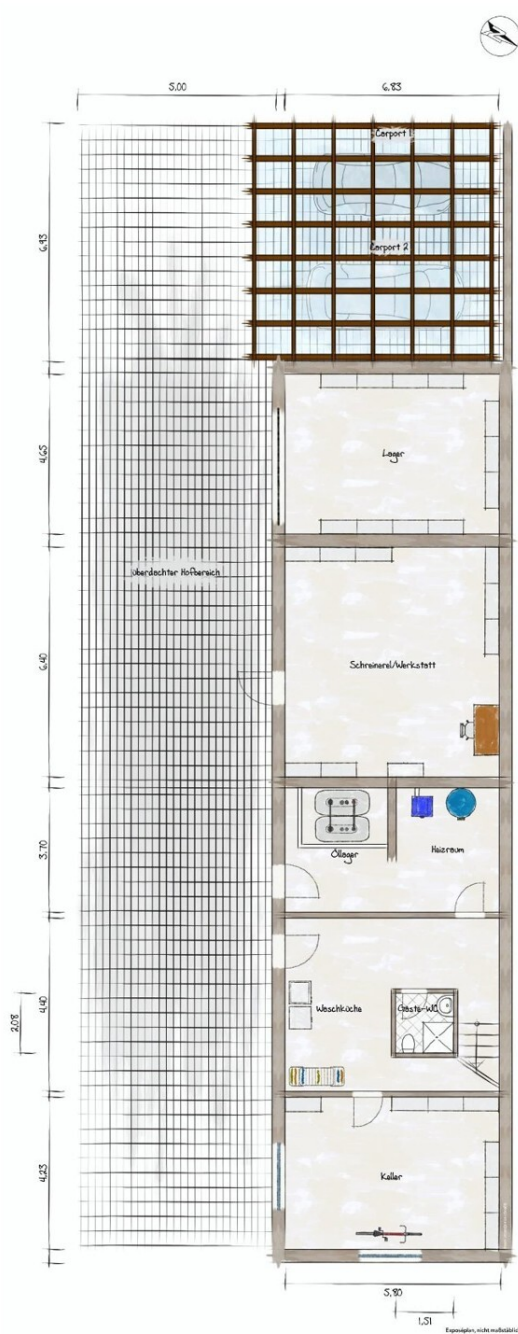 5.00
6.83
Carport 1
6.93
Carport 2
4.65
Lager
überdachter Hofbereich
6.40
Schreinerei/Werkstatt
3.70
Öllager
Heizraum
4.40
2.08
Waschküche
Gäste-WC
4.23
Keller
5.80
1.51
Exposéplan, nicht maßstäblich